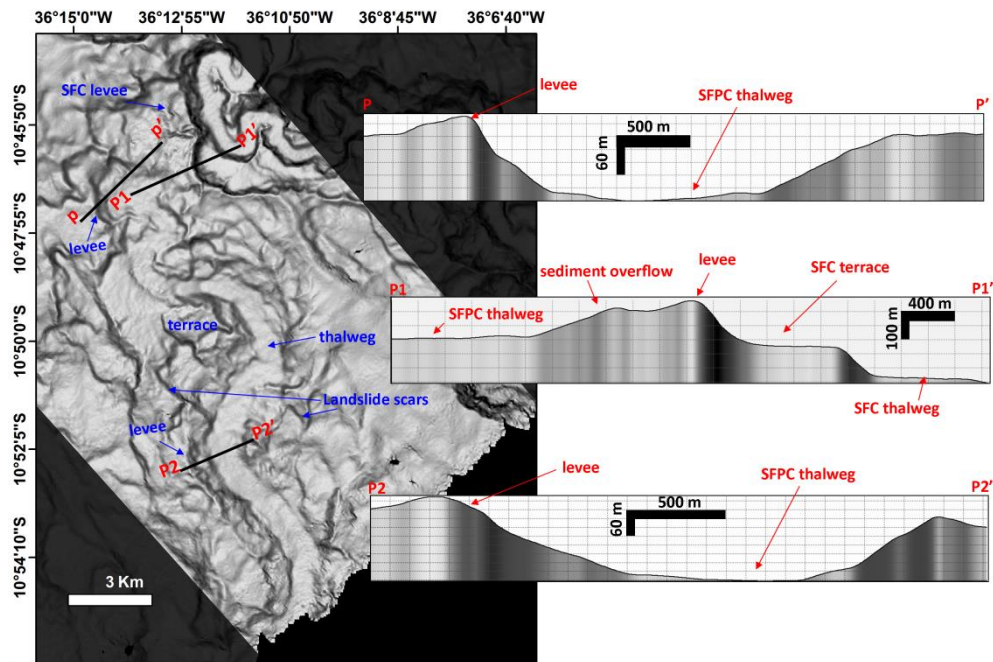 36°15'0"W 36°12'55"W 36°10'50"W 36°8'45"W 36°6'40"W
10°45'50"S
10°47'55"S
10°50'0"S
10°52'5"S
10°54'10"S
SFC levee
p'
P1'
p
P1
levee
terrace
thalweg
Landslide scars
levee
P2
P2'
3 Km
levee
SFPC thalweg
P
P'
500 m
60 m
sediment overflow
levee
SFC terrace
P1
P1'
SFPC thalweg
400 m
100 m
SFC thalweg
levee
SFPC thalweg
P2
P2'
500 m
60 m